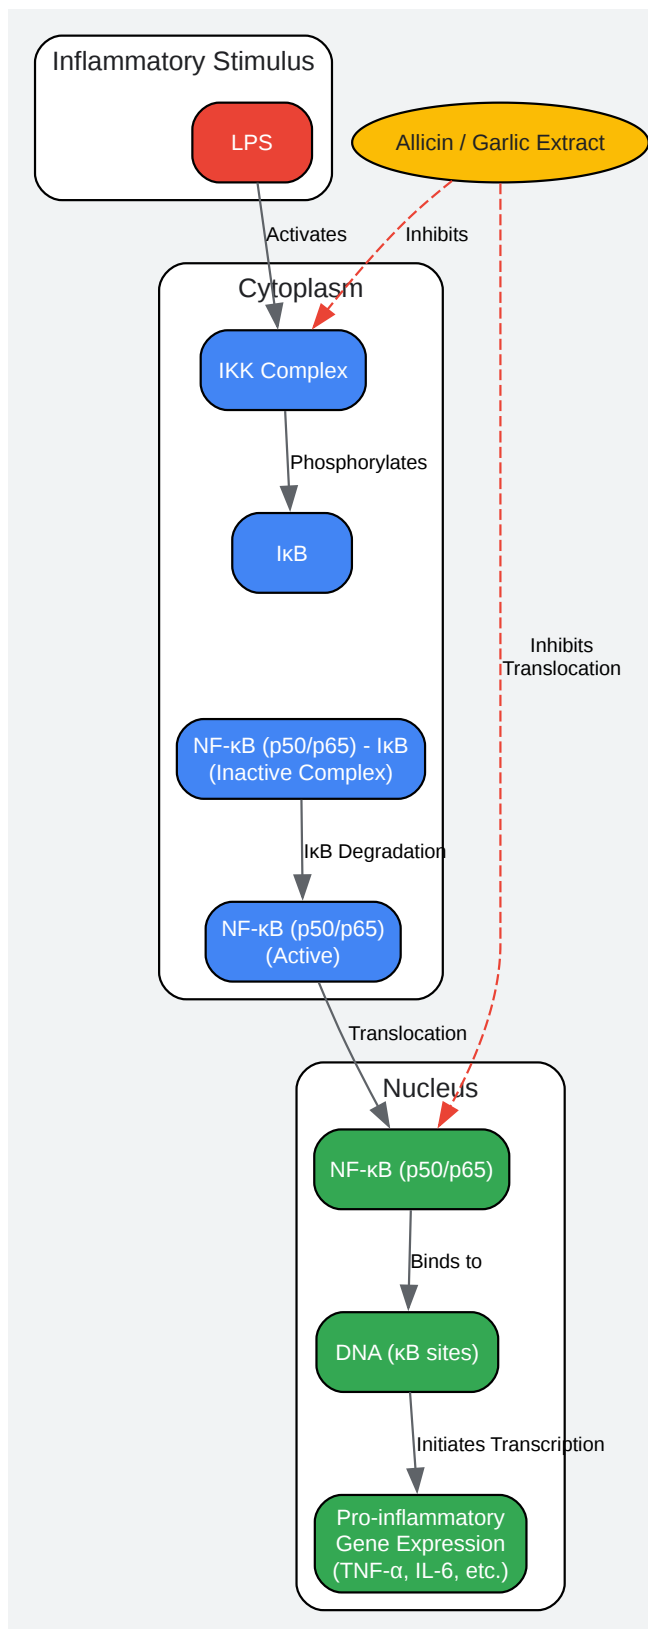 Inflammatory Stimulus
LPS
Allicin / Garlic Extract
Activates
Inhibits
Cytoplasm
IKK Complex
Phosphorylates
IκB
Inhibits
Translocation
NF-κB (p50/p65) - IκB
(Inactive Complex)
IκB Degradation
NF-κB (p50/p65)
(Active)
Translocation
Nucleus
NF-κB (p50/p65)
Binds to
DNA (κB sites)
Initiates Transcription
Pro-inflammatory
Gene Expression
(TNF-α, IL-6, etc.)